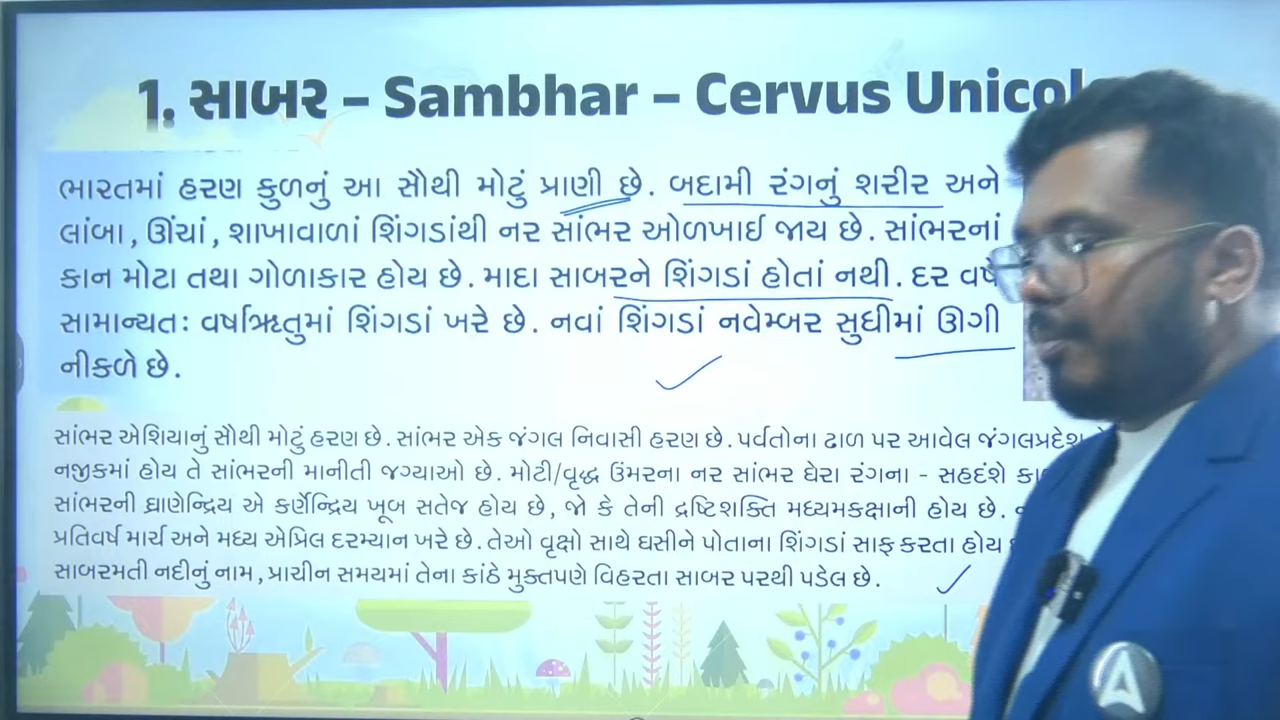 1. સાબર – Sambhar – Cervus
ભારતમાં હરણ કુળનું આ સૌથી મોટું પ્રાણી છે. બદામી રંગનું શરીર અને
લાંબા, ઊંચાં, શાખાવાળાં શિંગડાંથી નર સાંભર ઓળખાઈ જાય છે. સાંભરનાં
કાન મોટા તથા ગોળાકાર હોય છે. માદા સાબરને શિંગડાં હોતાં નથી. દર
સામાન્યતઃ વર્ષાઋતુમાં શિંગડાં ખરે છે. નવાં શિંગડાં નવેમ્બર સુધીમાં ઊગી
નીકળે છે.
સાંભર એશિયાનું સૌથી મોટું હરણ છે. સાંભર એક જંગલ નિવાસી હરણ છે. પર્વતોના ઢાળ પર આવેલ
નજીકમાં હોય તે સાંભરની માનીતી જગ્યાઓ છે. મોટી/વૃદ્ધ ઉંમરના નર સાંભર ઘેરા રંગના - સહદંશે
સાંભરની ઘ્રાણેન્દ્રિય એ કર્ણેન્દ્રિય ખૂબ સતેજ હોય છે, જો કે તેની દ્રષ્ટિશક્તિ મધ્યમકક્ષાની હોય છે.
પ્રતિવર્ષ માર્ચ અને મધ્ય એપ્રિલ દરમ્યાન ખરે છે. તેઓ વૃક્ષો સાથે ઘસીને પોતાના શિંગડાં સાફ કરતા હોય
સાબરમતી નદીનું નામ, પ્રાચીન સમયમાં તેના કાંઠે મુક્તપણે વિહરતા સાબર પરથી પડેલ છે.